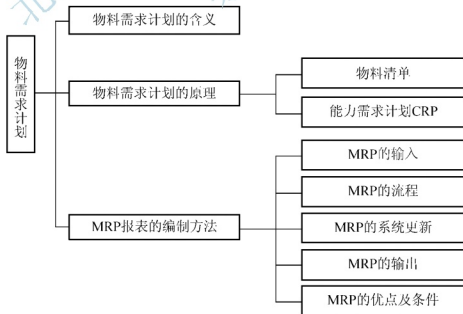 物料需求计划
物料需求计划的含义
物料需求计划的原理
物料清单
能力需求计划CRP
MRP报表的编制方法
MRP的输入
MRP的流程
MRP的系统更新
MRP的输出
MRP的优点及条件